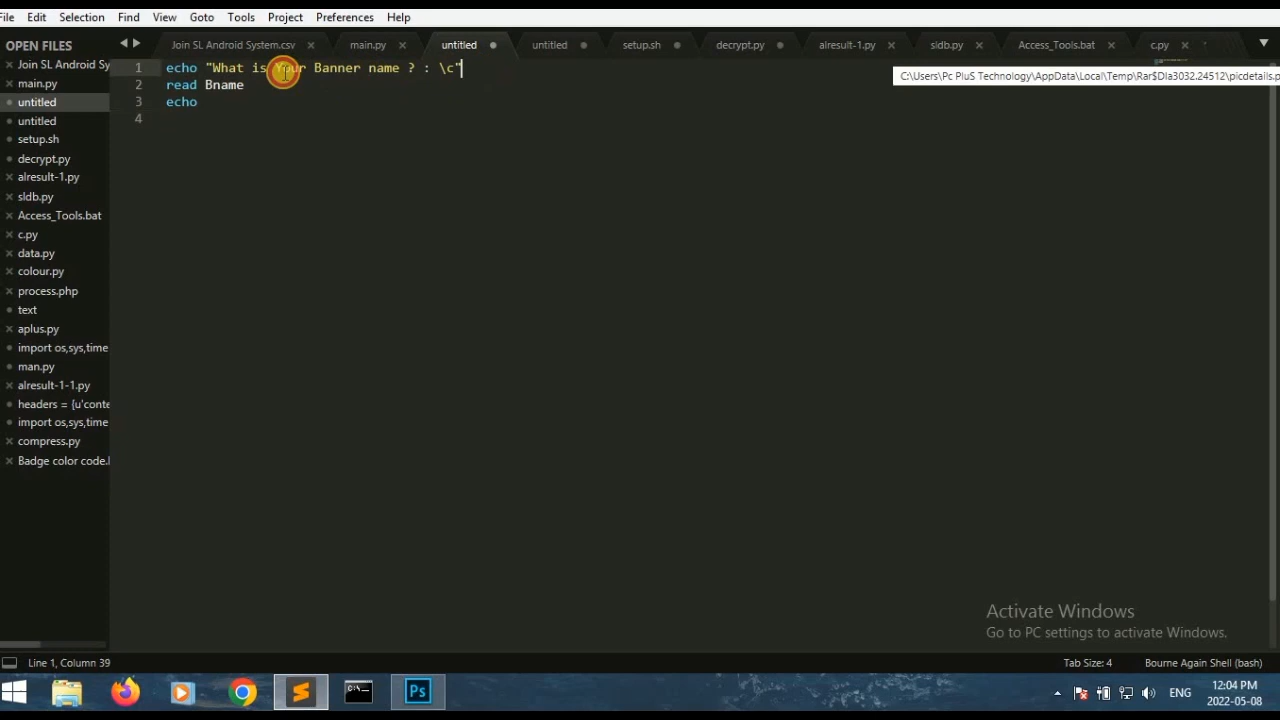 File Edit Selection Find View Goto Tools Project Preferences Help
OPEN FILES
Join SL Android Sy
main.py
untitled
untitled
setup.sh
decrypt.py
alresult-1.py
sldb.py
Access_Tools.bat
c.py
data.py
colour.py
process.php
text
aplus.py
import os,sys,time
man.py
alresult-1-1.py
headers = {u'conte
import os,sys,time
compress.py
Badge color code.
Join SL Android System.csv main.py untitled untitled setup.sh decrypt.py alresult-1.py sldb.py Access_Tools.bat c.py
C:\Users\Pc PluS Technology\AppData\Local\Temp\Rar$DIa3032.24512\picdetails.p
1 echo "What is Your Banner name ? : \c"
2 read Bname
3 echo
4
Activate Windows
Go to PC settings to activate Windows.
Line 1, Column 39 Tab Size: 4 Bourne Again Shell (bash)
C:\_
Ps
ENG
12:04 PM
2022-05-08